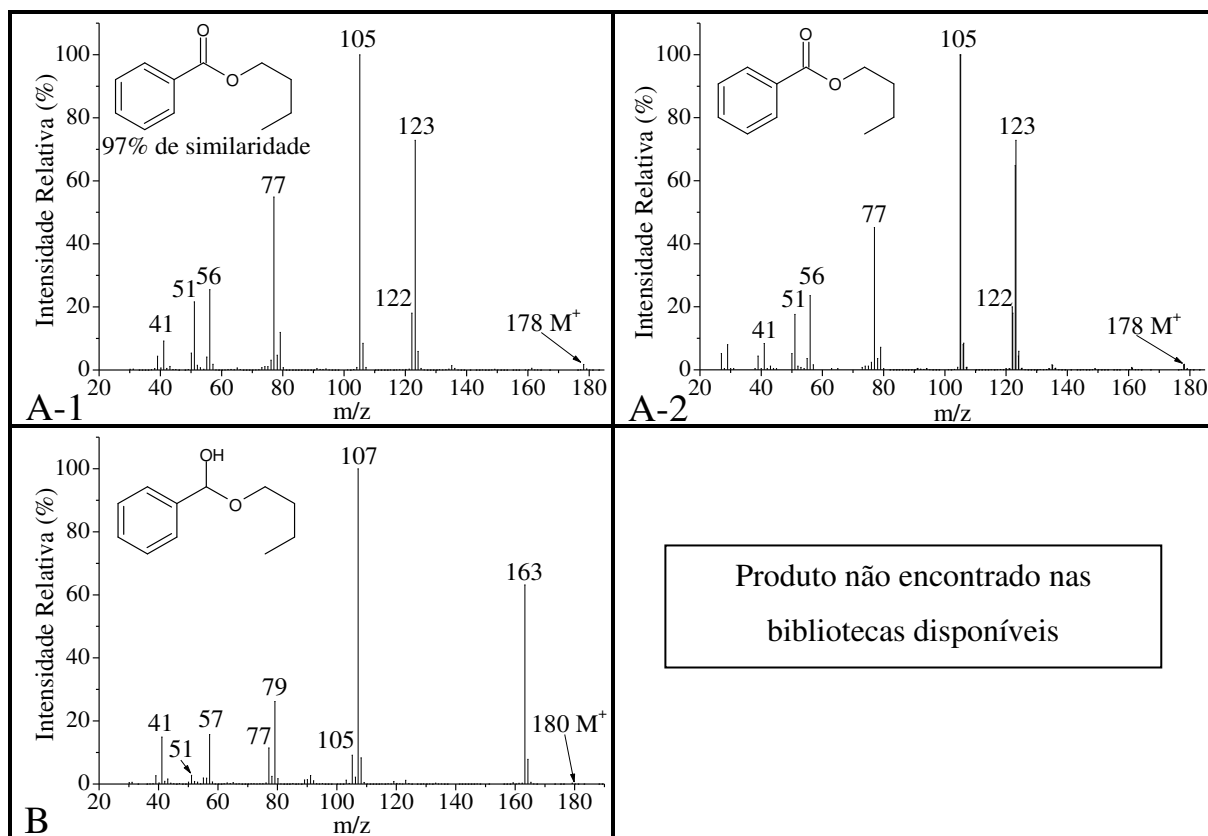 100
80
60
40
20
0
Intensidade Relativa (%)
O
O
97% de similaridade
105
123
77
51
56
41
122
178 M+
20 40 60 80 100 120 140 160 180
m/z
A-1
100
80
60
40
20
0
Intensidade Relativa (%)
O
O
105
123
77
56
51
41
122
178 M+
20 40 60 80 100 120 140 160 180
m/z
A-2
100
80
60
40
20
0
Intensidade Relativa (%)
OH
O
107
163
79
57
41
51
77
105
180 M+
20 40 60 80 100 120 140 160 180
m/z
B
Produto não encontrado nas
bibliotecas disponíveis